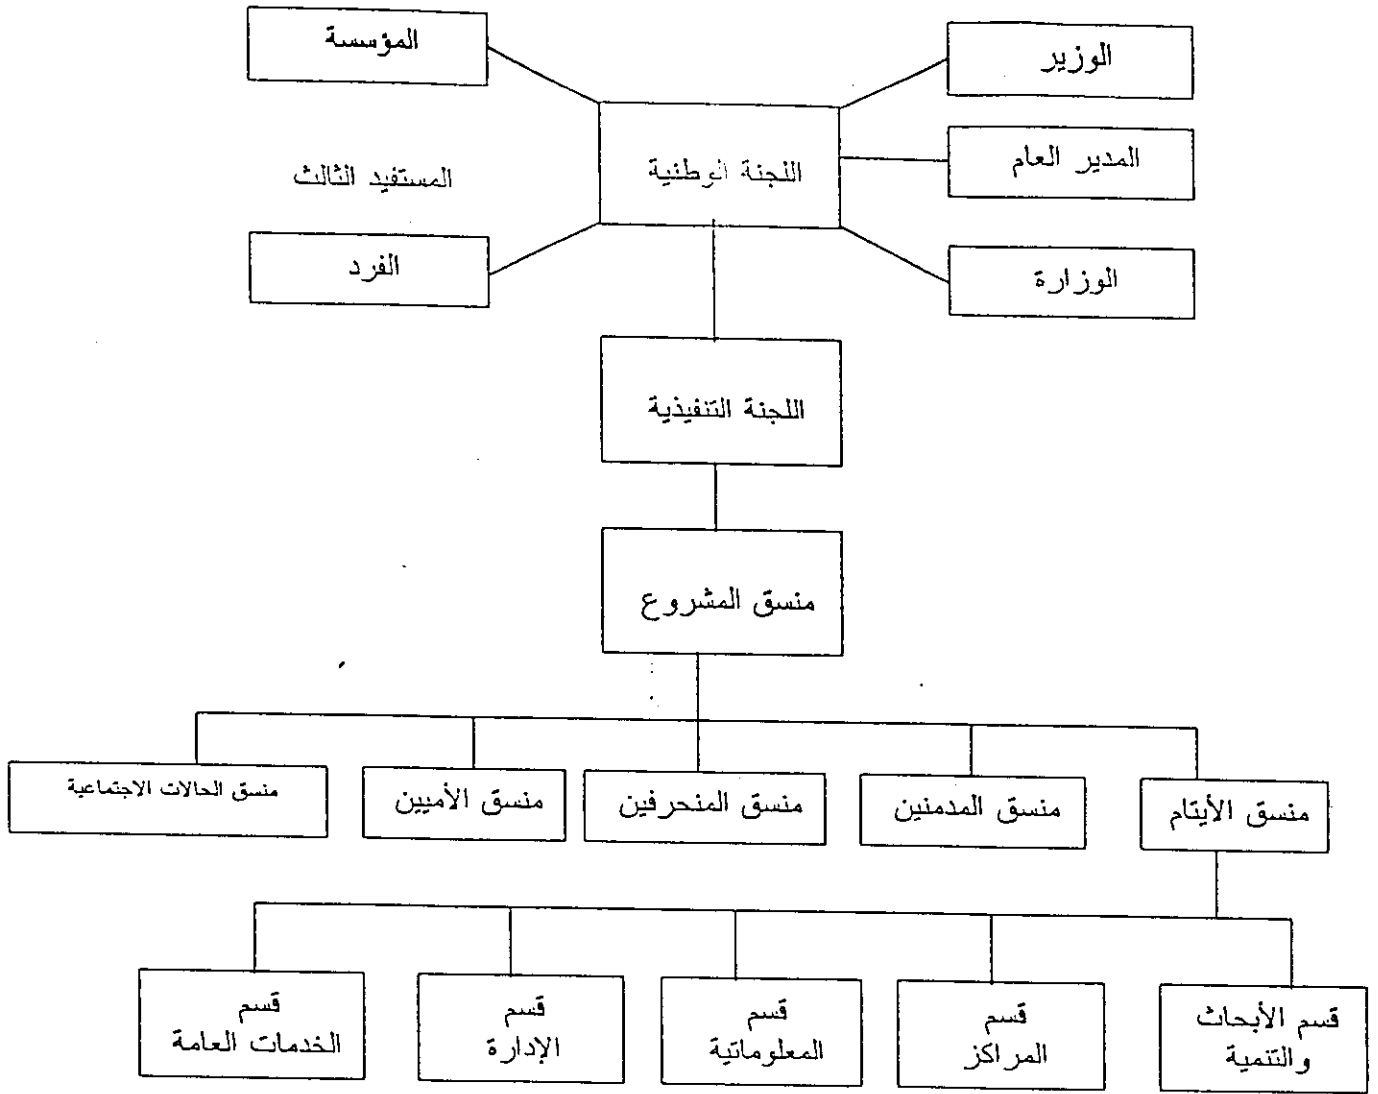 الوزير
المؤسسة
المدير العام
اللجنة الوطنية
المستفيد الثالث
الوزارة
الفرد
اللجنة التنفيذية
منسق المشروع
منسق الأيتام
منسق المدمنين
منسق المنحرفين
منسق الأميين
منسق الحالات الاجتماعية
قسم الأبحاث
والتنمية
قسم
المراكز
قسم
المعلوماتية
قسم
الإدارة
قسم
الخدمات العامة